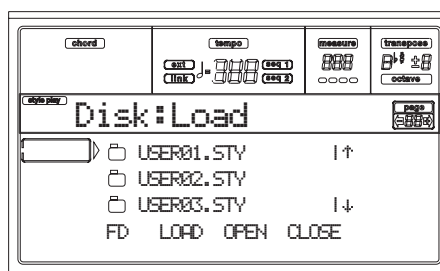 chord tempo measure transpose
ext seq 1
link seq 2
octave
style play page
Disk:Load
USER01.STY
USER02.STY
USER03.STY
FD LOAD OPEN CLOSE